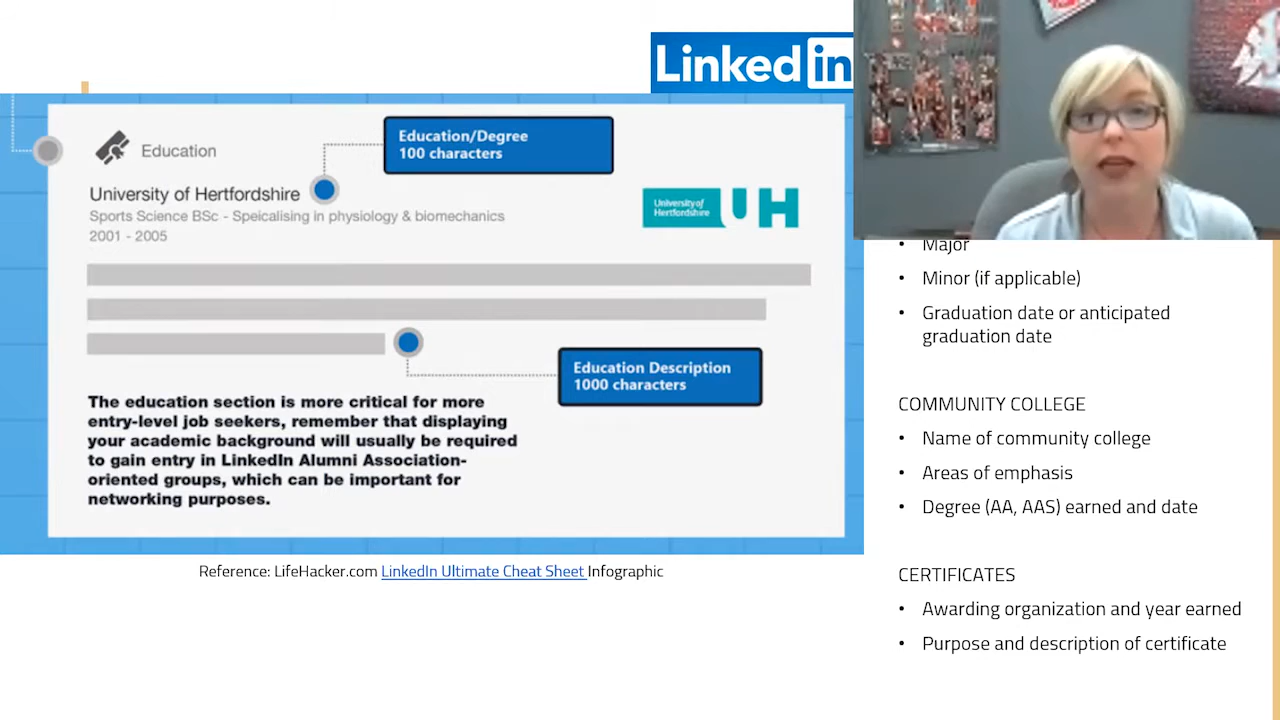 Linked in
Education/Degree
100 characters
Education
University of Hertfordshire
Sports Science BSc - Speicalising in physiology & biomechanics
2001 - 2005
University of
Hertfordshire
UH
Education Description
1000 characters
The education section is more critical for more
entry-level job seekers, remember that displaying
your academic background will usually be required
to gain entry in LinkedIn Alumni Association-
oriented groups, which can be important for
networking purposes.
Reference: LifeHacker.com LinkedIn Ultimate Cheat Sheet Infographic
• Major
• Minor (if applicable)
• Graduation date or anticipated
graduation date
COMMUNITY COLLEGE
• Name of community college
• Areas of emphasis
• Degree (AA, AAS) earned and date
CERTIFICATES
• Awarding organization and year earned
• Purpose and description of certificate